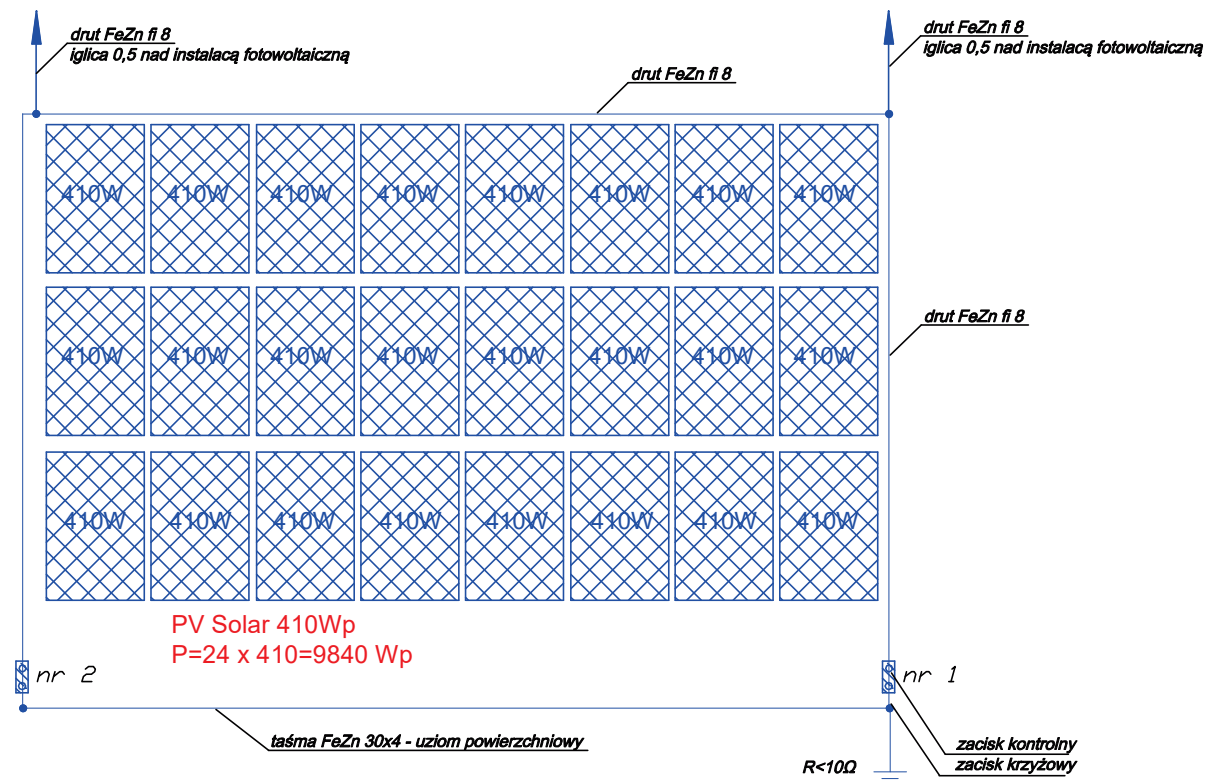 drut FeZn fi 8
iglica 0,5 nad instalacą fotowoltaiczną
drut FeZn fi 8
iglica 0,5 nad instalacą fotowoltaiczną
drut FeZn fi 8
410W 410W 410W 410W 410W 410W 410W 410W
drut FeZn fi 8
410W 410W 410W 410W 410W 410W 410W 410W
410W 410W 410W 410W 410W 410W 410W 410W
PV Solar 410Wp
P=24 x 410=9840 Wp
nr 2
nr 1
taśma FeZn 30x4 - uziom powierzchniowy
zacisk kontrolny
zacisk krzyżowy
R<10Ω